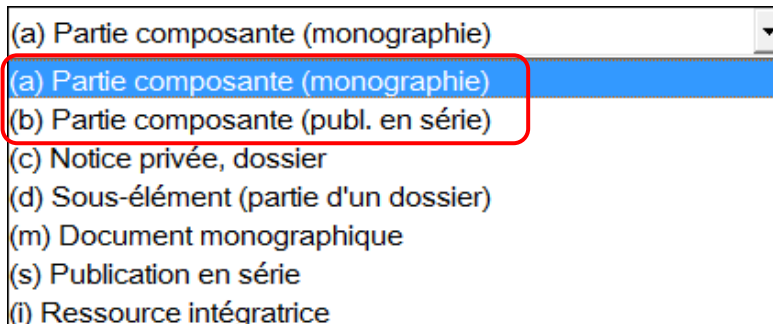 (a) Partie composante (monographie)
(a) Partie composante (monographie)
(b) Partie composante (publ. en série)
(c) Notice privée, dossier
(d) Sous-élément (partie d'un dossier)
(m) Document monographique
(s) Publication en série
(i) Ressource intégratrice